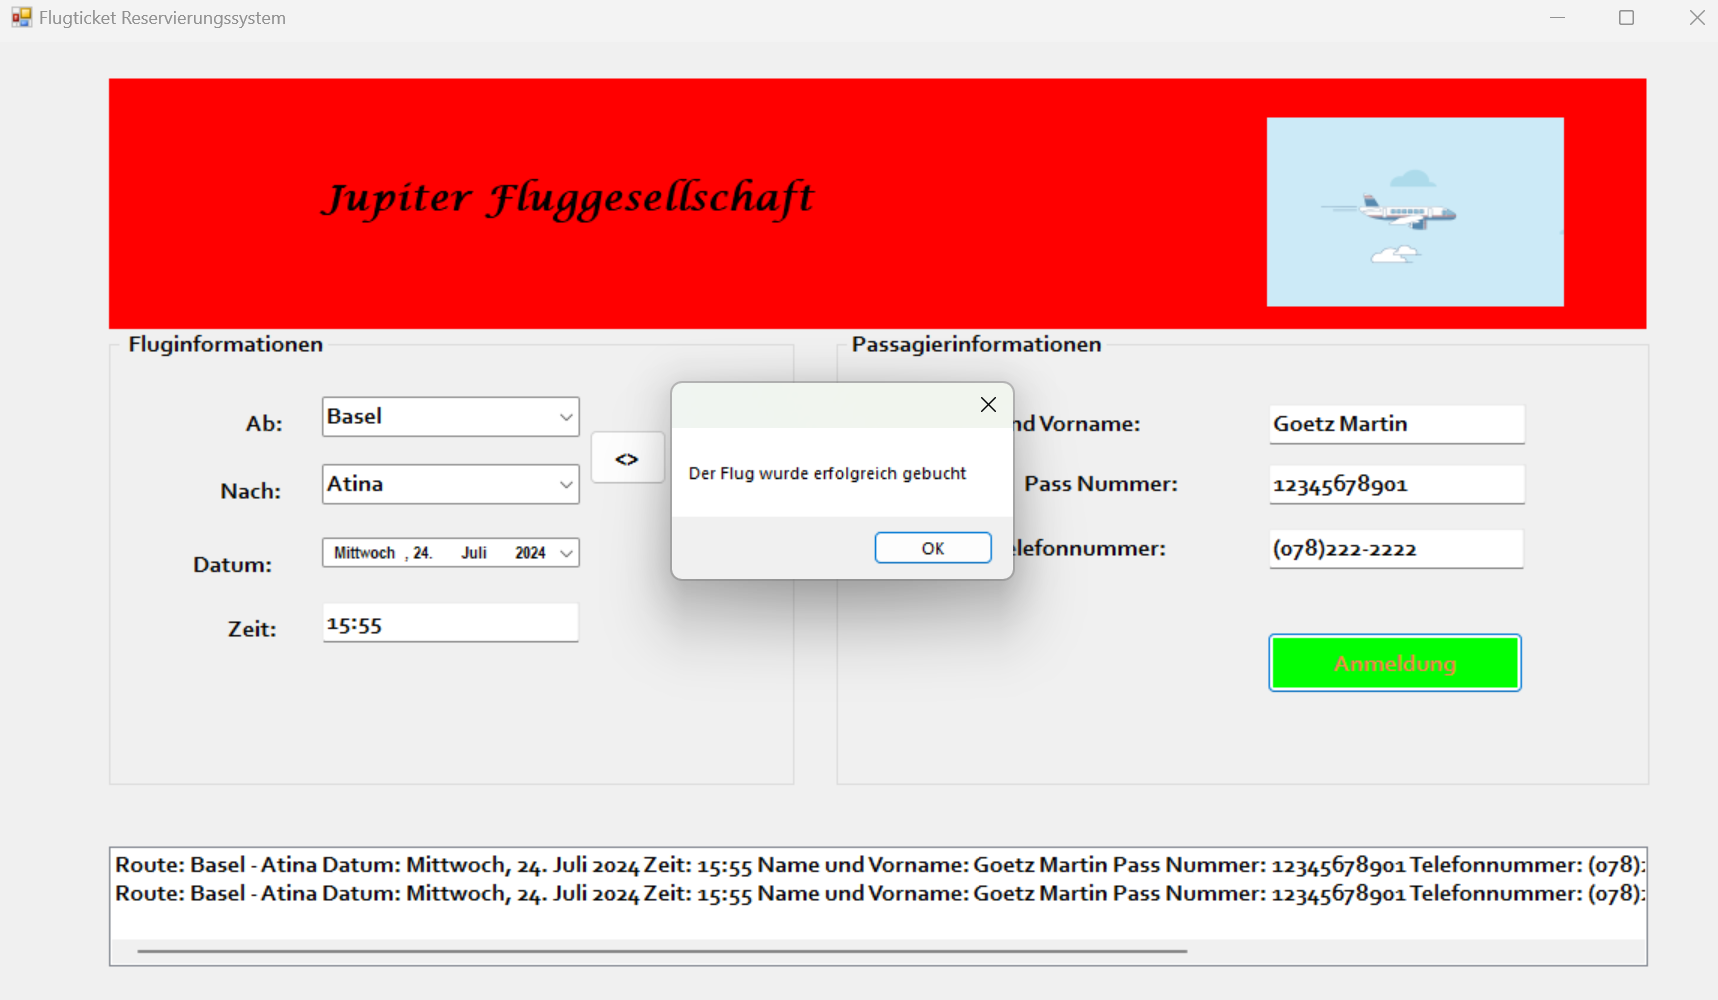 Flugticket Reservierungssystem
Jupiter Fluggesellschaft
Fluginformationen
Ab:
Basel
<>
Nach:
Atina
Datum:
Mittwoch , 24. Juli 2024
Zeit:
15:55
Passagierinformationen
Vorname:
Goetz Martin
Pass Nummer:
12345678901
(078)222-2222
Anmeldung
Der Flug wurde erfolgreich gebucht
OK
Route: Basel - Atina Datum: Mittwoch, 24. Juli 2024 Zeit: 15:55 Name und Vorname: Goetz Martin Pass Nummer: 12345678901 Telefonnummer: (078)
Route: Basel - Atina Datum: Mittwoch, 24. Juli 2024 Zeit: 15:55 Name und Vorname: Goetz Martin Pass Nummer: 12345678901 Telefonnummer: (078)